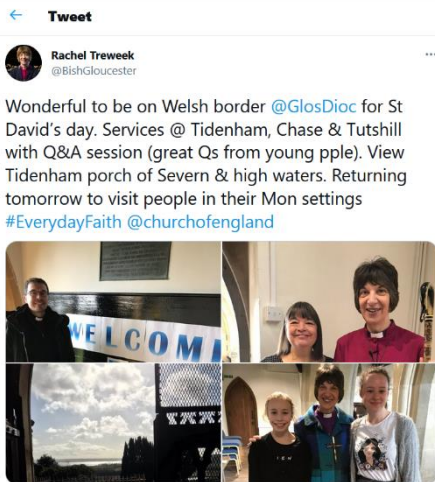 Tweet
Rachel Treweek
@BishGloucester
Wonderful to be on Welsh border @GlosDioc for St
David's day. Services @ Tidenham, Chase & Tutshill
with Q&A session (great Qs from young pple). View
Tidenham porch of Severn & high waters. Returning
tomorrow to visit people in their Mon settings
#EverydayFaith @churchofengland
WELCOM